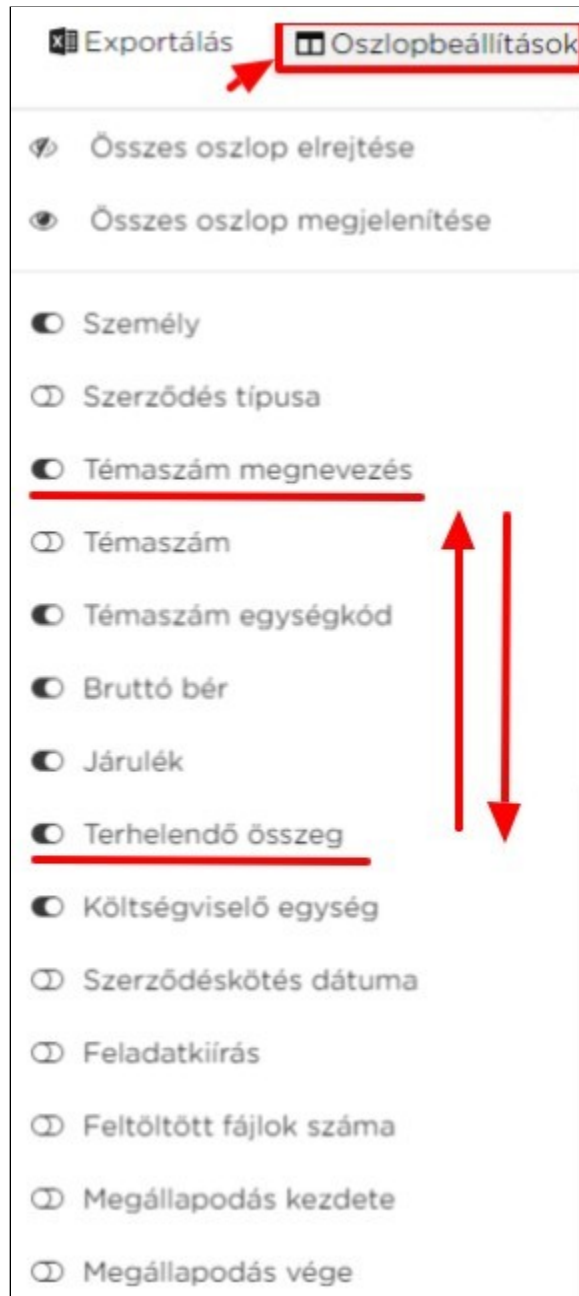 Exportálás Oszlopbeállítások
Összes oszlop elrejtése
Összes oszlop megjelenítése
Személy
Szerződés típusa
Témaszám megnevezés
Témaszám
Témaszám egységkód
Bruttó bér
Járulék
Terhelendő összeg
Költségviselő egység
Szerződéskötés dátuma
Feladatkiírás
Feltöltött fájlok száma
Megállapodás kezdete
Megállapodás vége